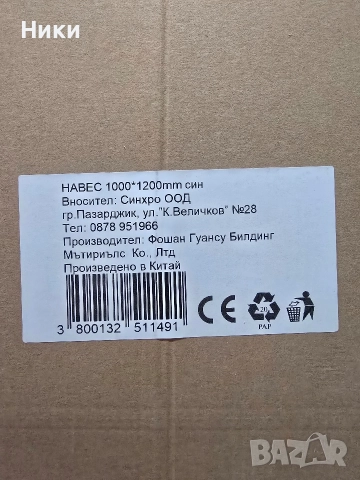 Ники
НАВЕС 1000*1200mm син
Вносител: Синхро ООД
гр.Пазарджик, ул."К.Величков" №28
Тел: 0878 951966
Производител: Фошан Гуансу Билдинг
Мътириълс Ко., Лтд
Произведено в Китай
3 800132 511491
CE
20
PAP
BAZAR